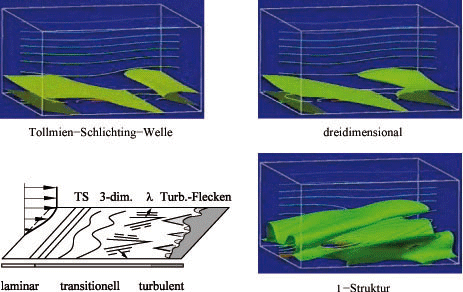 Tollmien−Schlichting−Welle
dreidimensional
TS 3-dim. λ Turb.-Flecken
laminar transitionell turbulent
l−Struktur